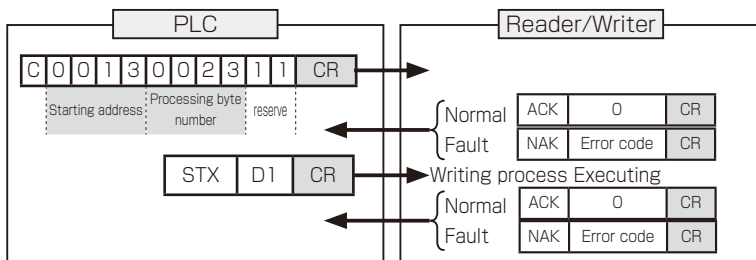 PLC
Reader/Writer
C 0 0 1 3 0 0 2 3 1 1 CR
Starting address
Processing byte
number
reserve
Normal ACK 0 CR
Fault NAK Error code CR
STX D1 CR
Writing process Executing
Normal ACK 0 CR
Fault NAK Error code CR